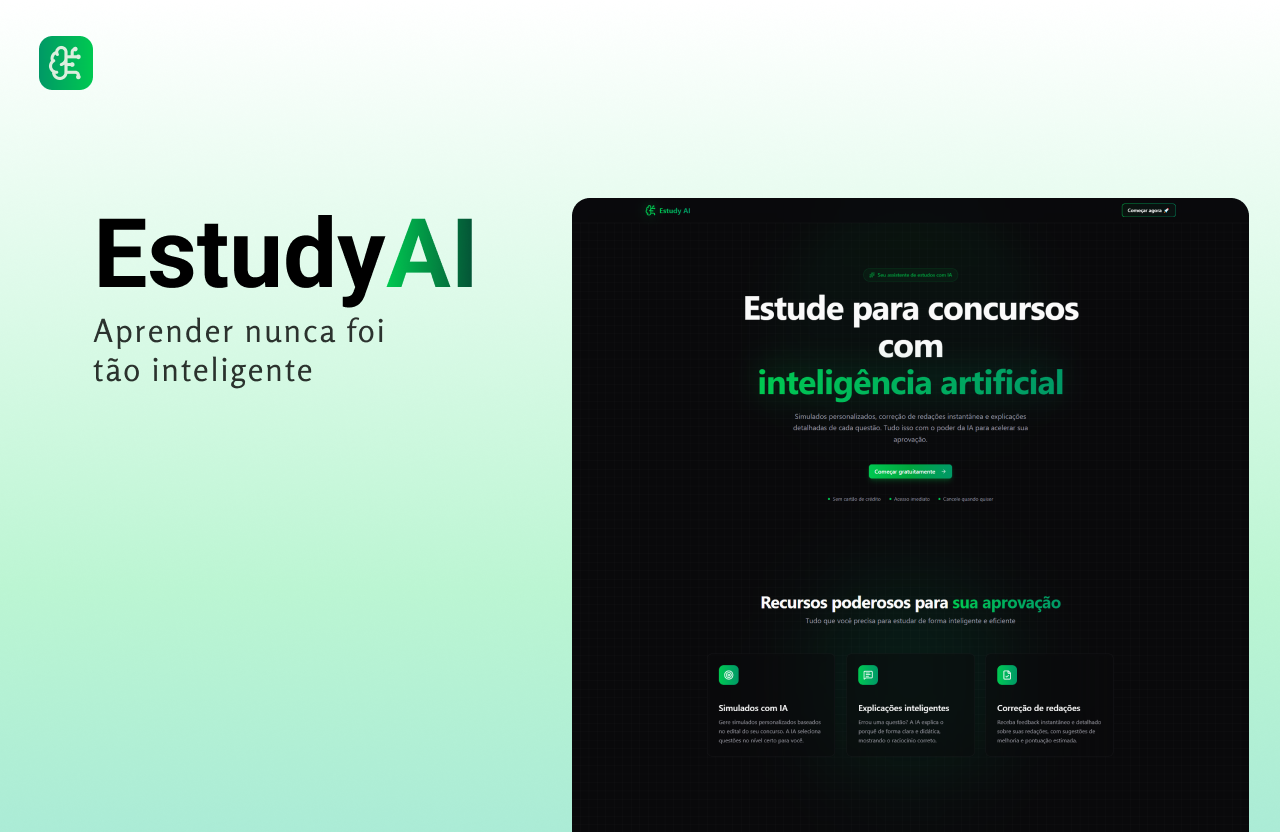 EstudyAI
Aprender nunca foi
tão inteligente
Estudy AI
Começar agora
Seu assistente de estudos com IA
Estude para concursos
com
inteligência artificial
Simulados personalizados, correção de redações instantânea e explicações
detalhadas de cada questão. Tudo isso com o poder da IA para acelerar sua
aprovação.
Começar gratuitamente
Sem cartão de crédito
Acesso imediato
Cancele quando quiser
Recursos poderosos para sua aprovação
Tudo que você precisa para estudar de forma inteligente e eficiente
Simulados com IA
Gere simulados personalizados baseados
no edital do seu concurso. A IA seleciona
questões no nível certo para você.
Explicações inteligentes
Errou uma questão? A IA explica o
porquê de forma clara e didática,
mostrando o raciocínio correto.
Correção de redações
Receba feedback instantâneo e detalhado
sobre suas redações, com sugestões de
melhoria e pontuação estimada.